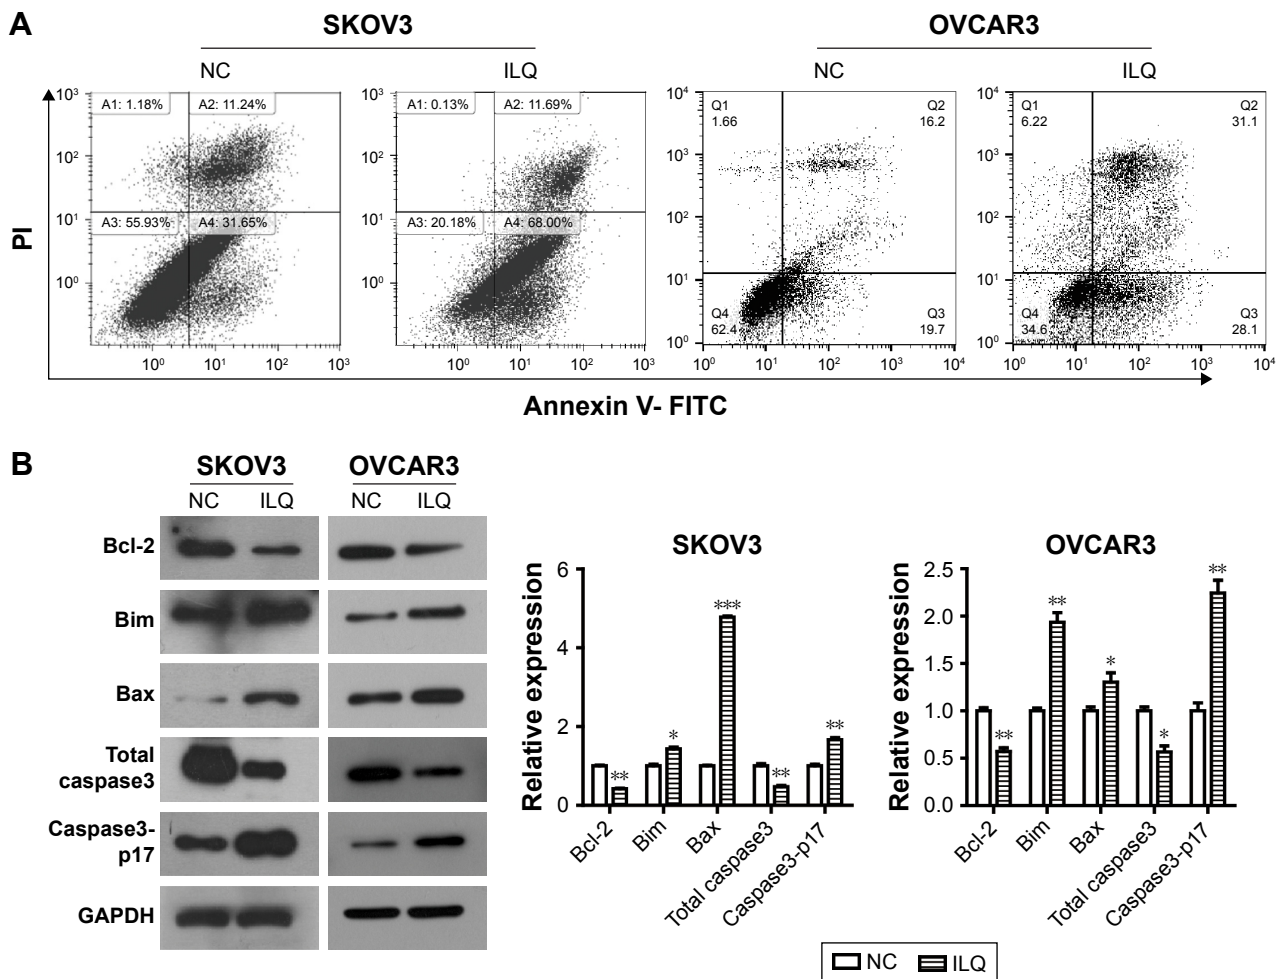 A
SKOV3
OVCAR3
NC
ILQ
NC
ILQ
10³
A1: 1.18%
A2: 11.24%
10²
10¹
A3: 55.93%
A4: 31.65%
10⁰
10⁰
10¹
10²
10³
10³
A1: 0.13%
A2: 11.69%
10²
10¹
A3: 20.18%
A4: 68.00%
10⁰
10⁰
10¹
10²
10³
10⁴
Q1
1.66
Q2
16.2
10³
10²
10¹
Q4
62.4
Q3
19.7
10⁰
10⁰
10¹
10²
10³
10⁴
10⁴
Q1
6.22
Q2
31.1
10³
10²
10¹
Q4
34.6
Q3
28.1
10⁰
10⁰
10¹
10²
10³
10⁴
PI
Annexin V- FITC
B
SKOV3
OVCAR3
NC
ILQ
NC
ILQ
Bcl-2
Bim
Bax
Total
caspase3
Caspase3-
p17
GAPDH
SKOV3
Relative expression
6
4
2
0
**
*
***
**
**
Bcl-2
Bim
Bax
Total caspase3
Caspase3-p17
OVCAR3
Relative expression
2.5
2.0
1.5
1.0
0.5
0.0
**
**
*
*
**
Bcl-2
Bim
Bax
Total caspase3
Caspase3-p17
NC
ILQ